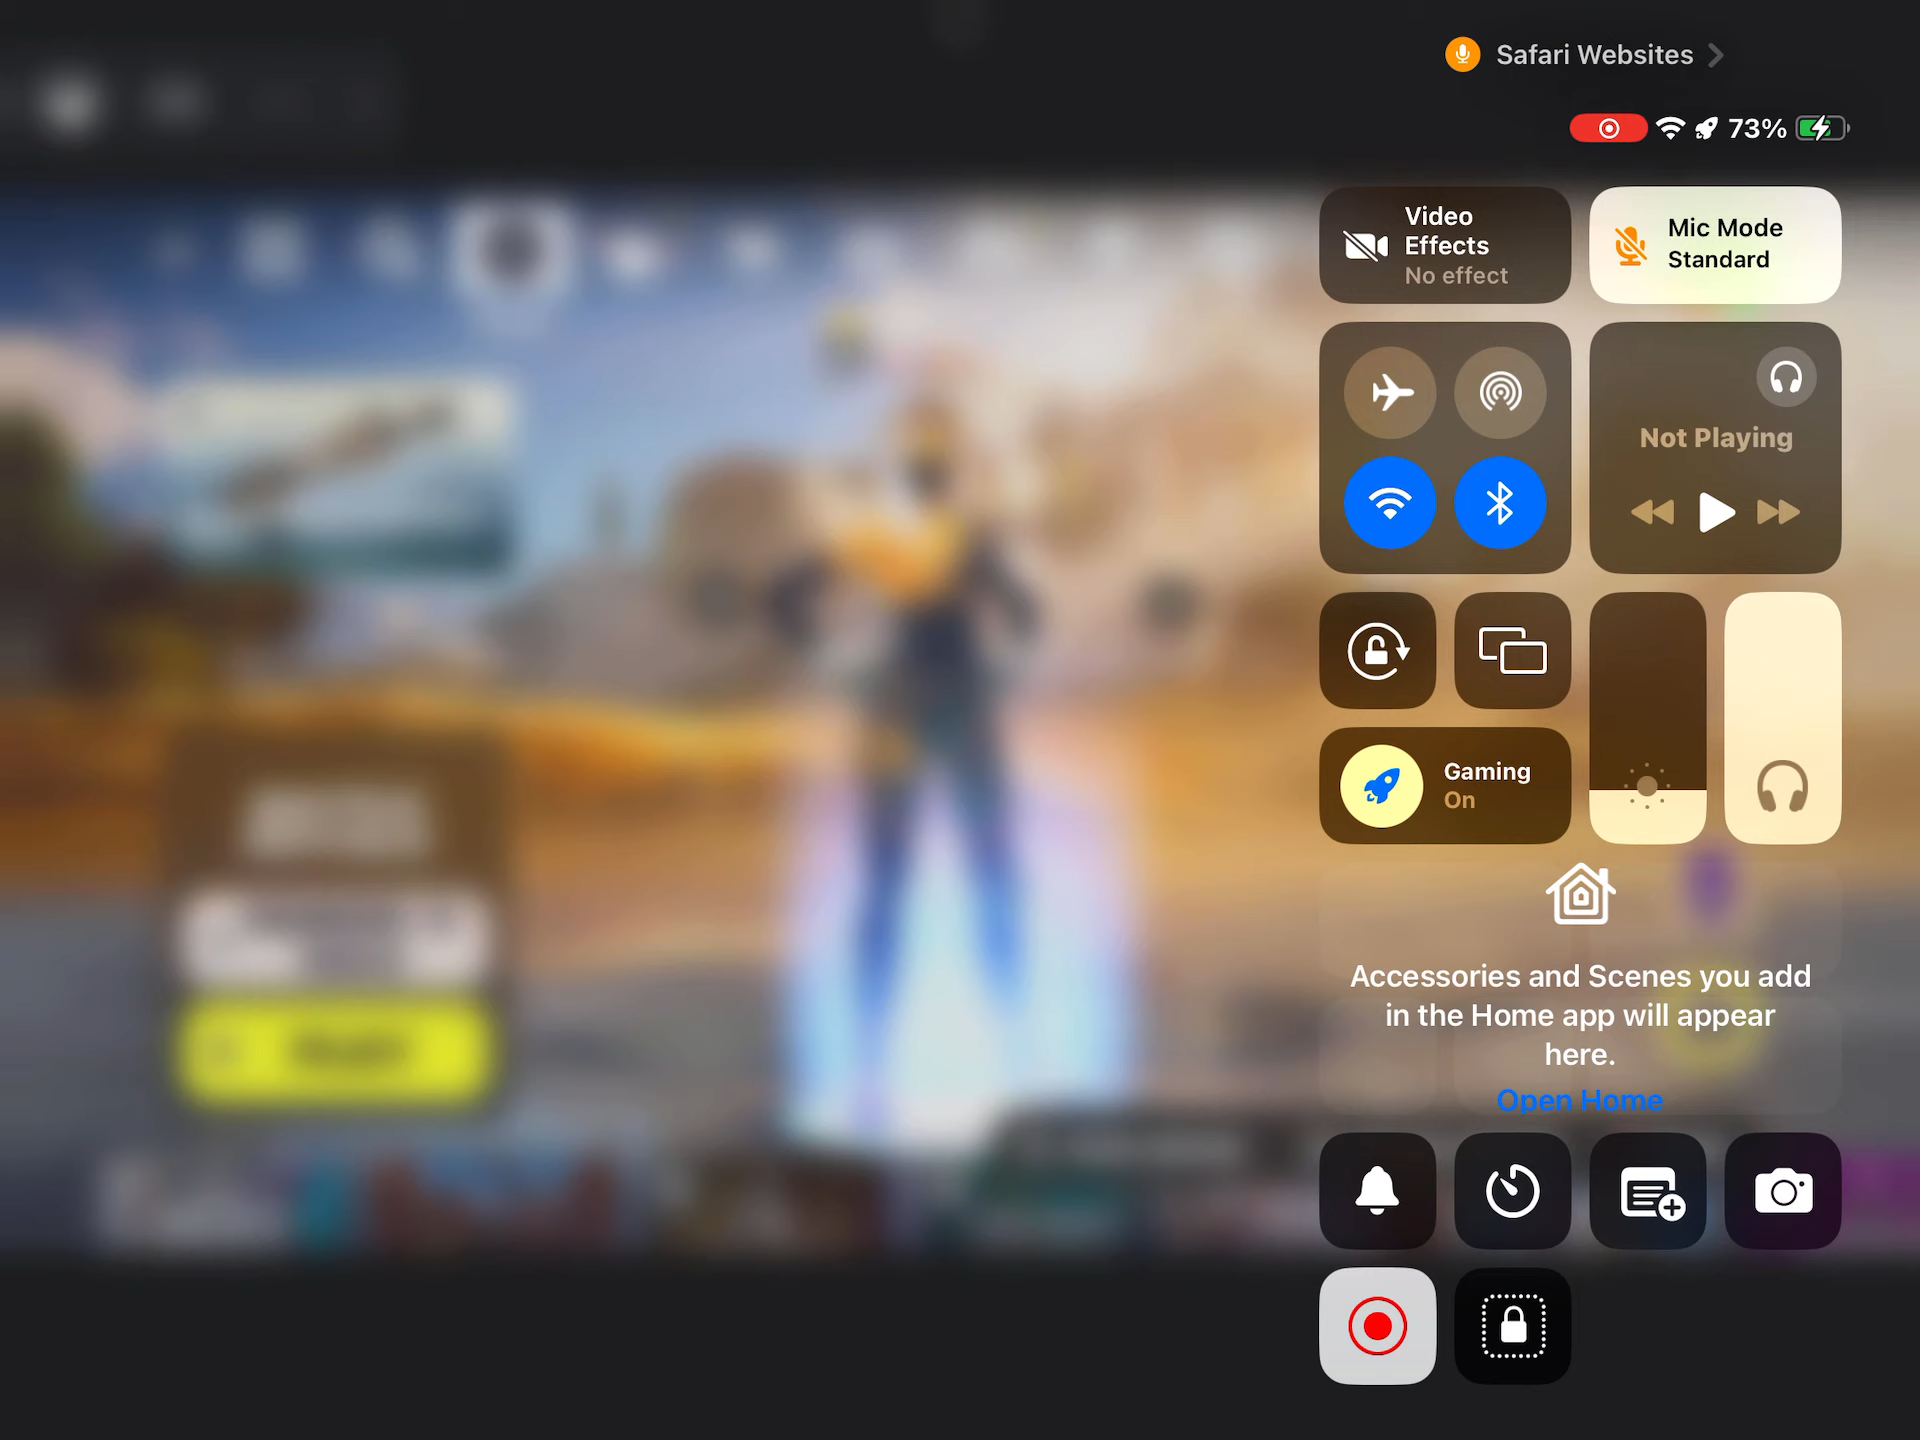 Safari Websites
73%
Video
Effects
No effect
Mic Mode
Standard
Not Playing
Gaming
On
Accessories and Scenes you add
in the Home app will appear
here.
Open Home